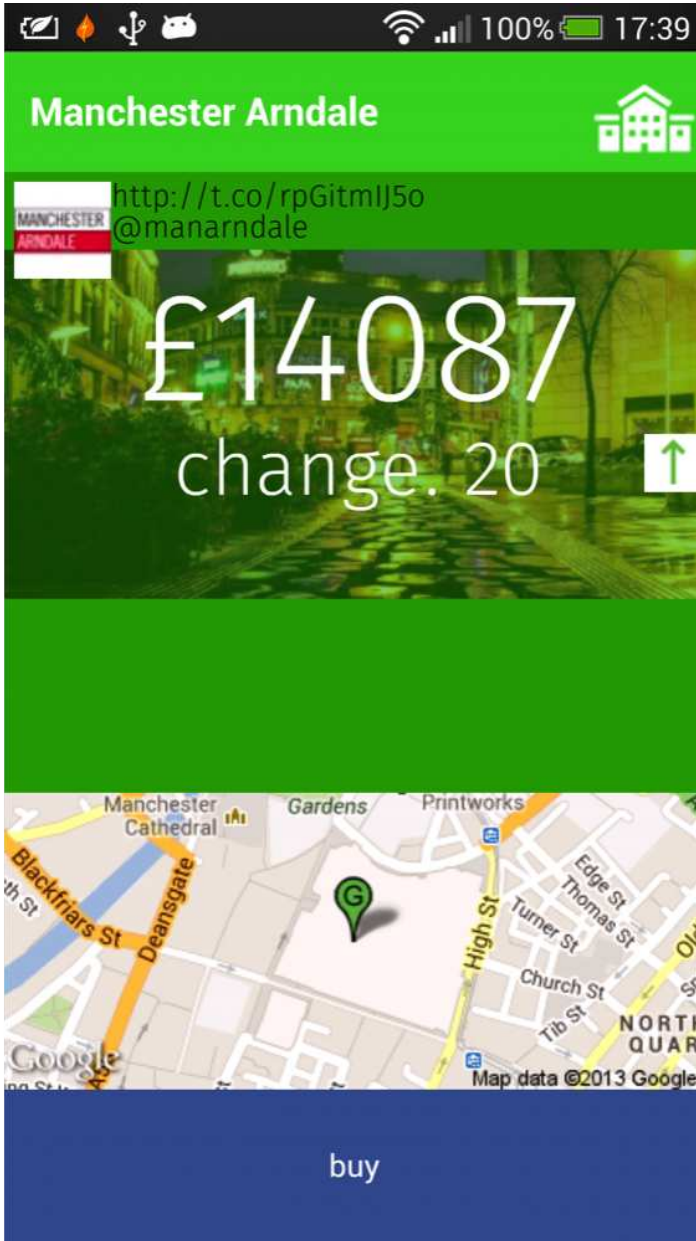 100% 17:39
Manchester Arndale
MANCHESTER
ARNDALE
http://t.co/rpGitmIJ5o
@manarndale
£14087
change. 20
Manchester
Cathedral
Gardens
Printworks
Blackfriars St
th St
Deansgate
G
High St
Edge St
Thomas St
Turner St
Church St
Tib St
NORTH
QUAR
Google
Map data ©2013 Google
buy